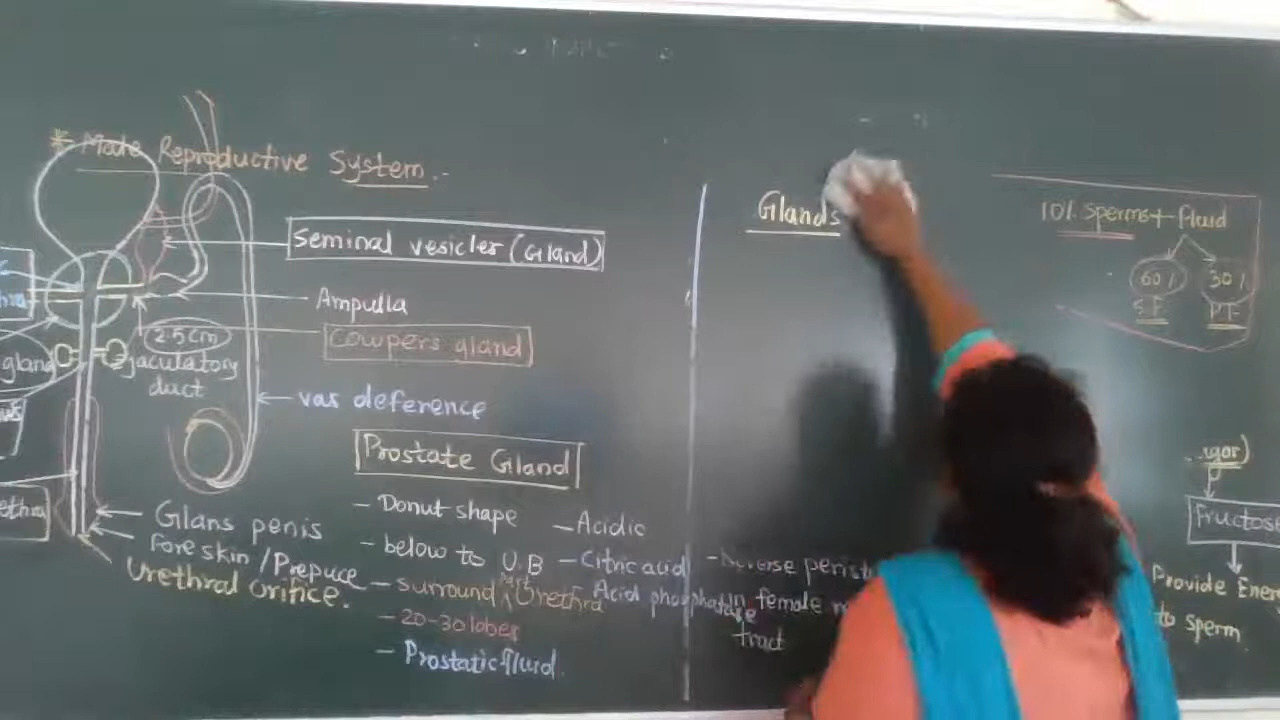 * Male Reproductive System :-
Seminal vesicles (Gland)
Ampulla
Cowpers gland
2.5cm
Ejaculatory
duct
gland
vas deference
Prostate Gland
- Donut shape
- below to U.B
- surround Part Urethra
- 20-30 lobes
- Prostatic fluid.
- Acidic
- Citric acid
- Acid phosphatase
Glans penis
Fore skin / Prepuce
Urethral orifice.
Glands
in female
tract
10% Sperms + fluid
60%
30%
S.F
P.F
Provide
to sperm